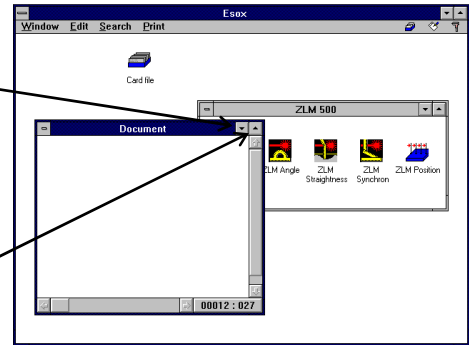 Esox
Window Edit Search Print
Card file
ZLM 500
Document
ZLM Angle
ZLM Straightness
ZLM Synchron
ZLM Position
00012 : 027